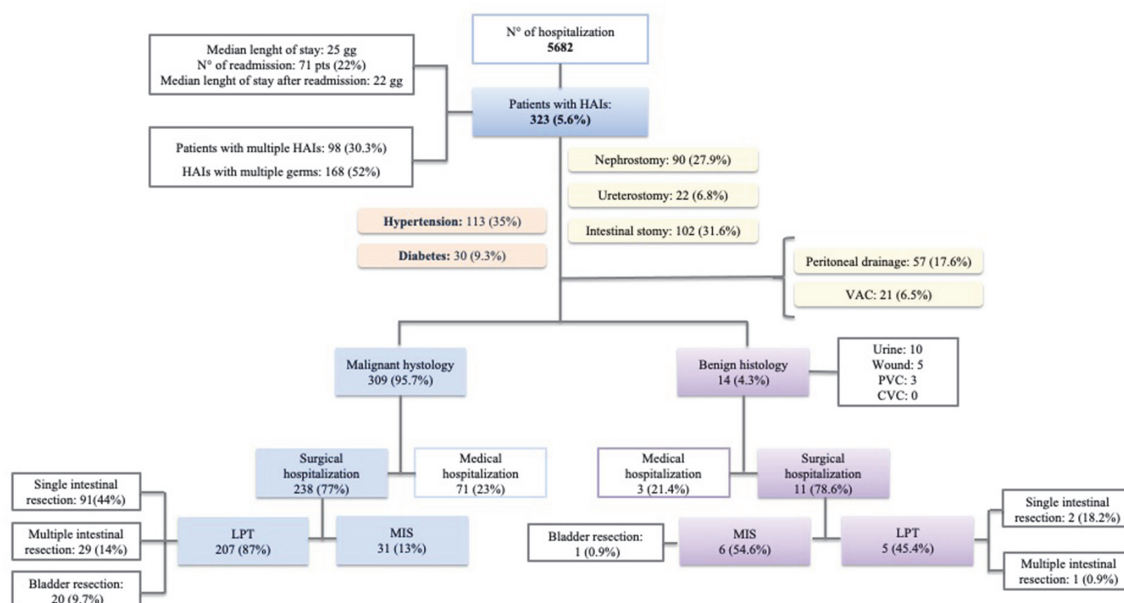 N° of hospitalization
5682
Median lenght of stay: 25 gg
N° of readmission: 71 pts (22%)
Median lenght of stay after readmission: 22 gg
Patients with HAIs:
323 (5.6%)
Patients with multiple HAIs: 98 (30.3%)
HAIs with multiple germs: 168 (52%)
Nephrostomy: 90 (27.9%)
Ureterostomy: 22 (6.8%)
Intestinal stomy: 102 (31.6%)
Hypertension: 113 (35%)
Diabetes: 30 (9.3%)
Peritoneal drainage: 57 (17.6%)
VAC: 21 (6.5%)
Malignant hystology
309 (95.7%)
Benign histology
14 (4.3%)
Urine: 10
Wound: 5
PVC: 3
CVC: 0
Surgical
hospitalization
238 (77%)
Medical
hospitalization
71 (23%)
Medical
hospitalization
3 (21.4%)
Surgical
hospitalization
11 (78.6%)
Single intestinal
resection: 91(44%)
Multiple intestinal
resection: 29 (14%)
Bladder resection:
20 (9.7%)
LPT
207 (87%)
MIS
31 (13%)
Bladder resection:
1 (0.9%)
MIS
6 (54.6%)
LPT
5 (45.4%)
Single intestinal
resection: 2 (18.2%)
Multiple intestinal
resection: 1 (0.9%)